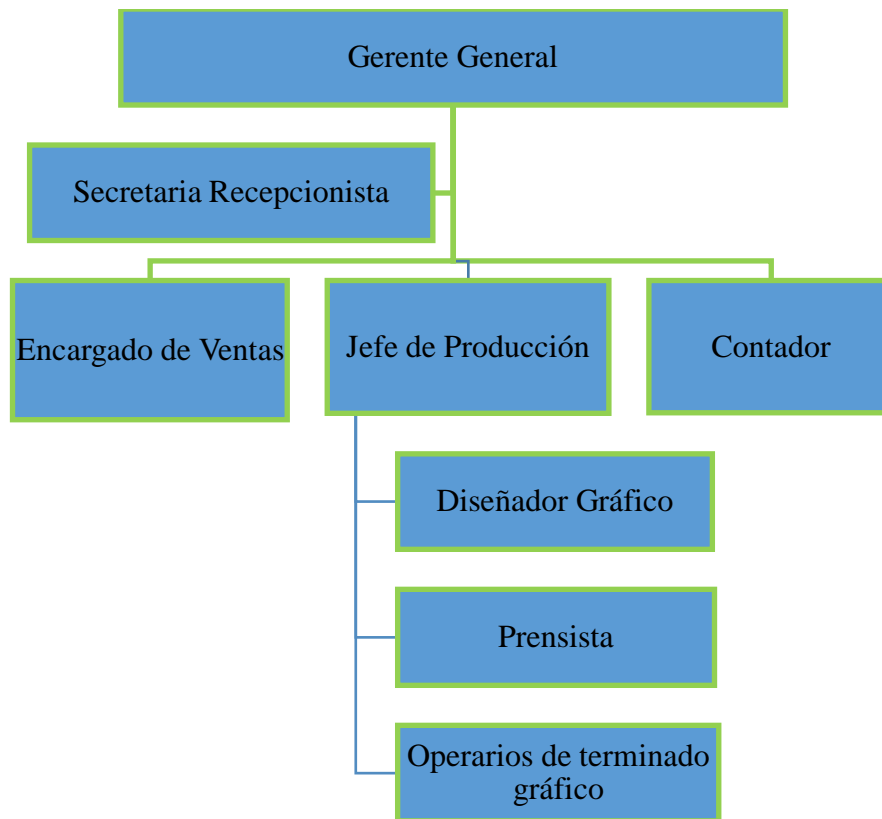 Gerente General
Secretaria Recepcionista
Encargado de Ventas
Jefe de Producción
Contador
Diseñador Gráfico
Prensista
Operarios de terminado
gráfico